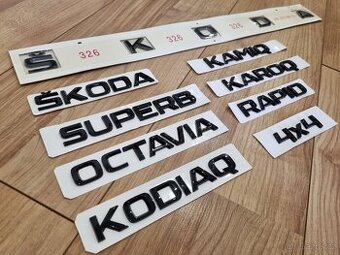 Š K O D A
326 326 326
ŠKODA
SUPERB
OCTAVIA
KODIAQ
KAMIQ
KAROQ
RAPID
4x4